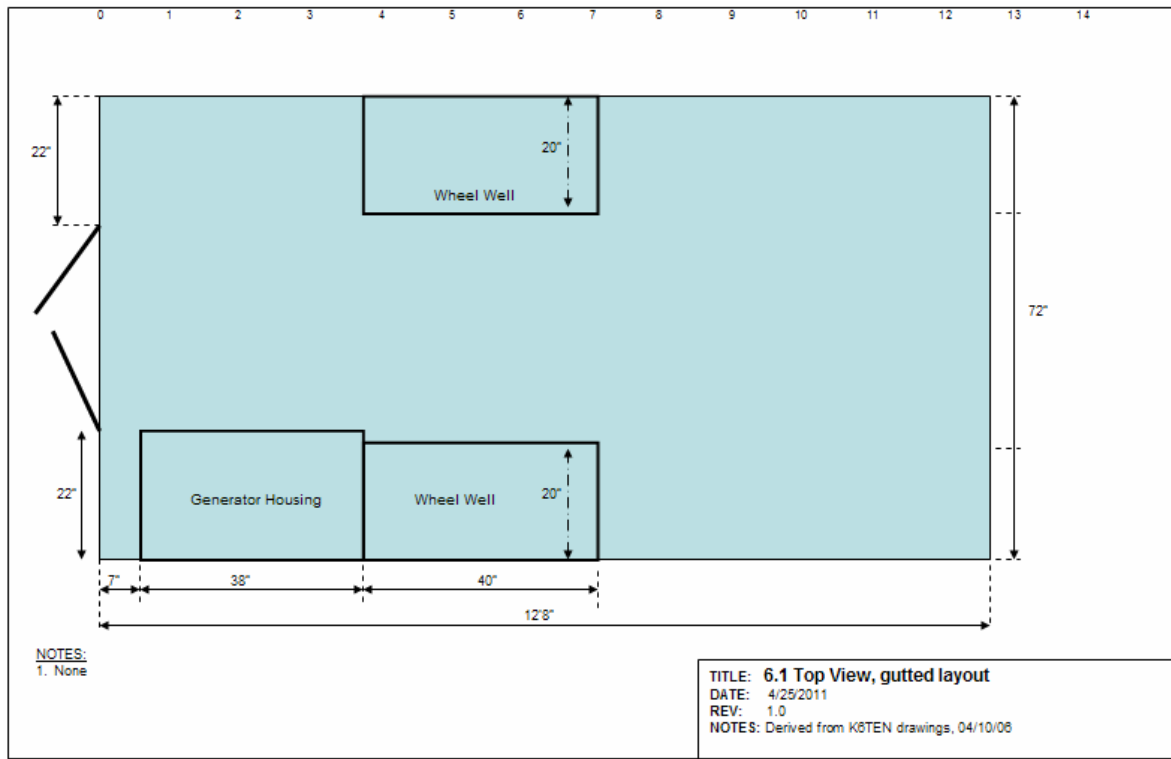 0 1 2 3 4 5 6 7 8 9 10 11 12 13 14
22"
20"
Wheel Well
72"
22"
Generator Housing
Wheel Well
20"
7"
38"
40"
12'8"
NOTES:
1. None
TITLE: 6.1 Top View, gutted layout
DATE: 4/25/2011
REV: 1.0
NOTES: Derived from K6TEN drawings, 04/10/06